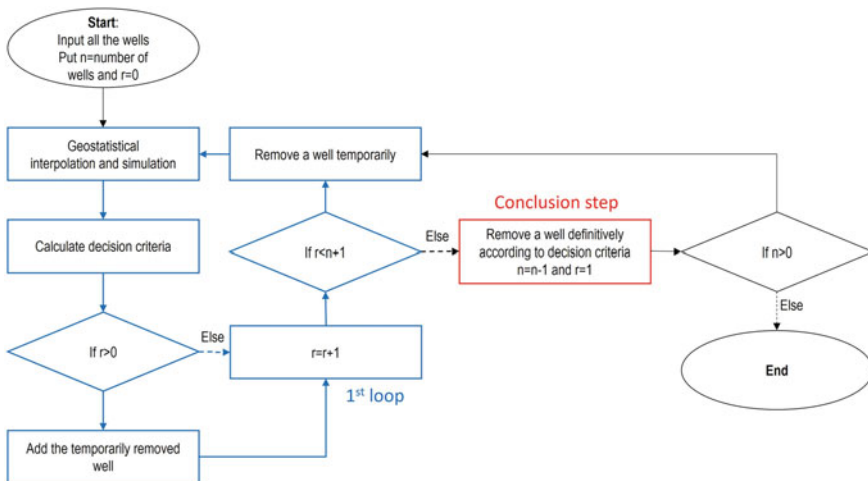 Start:
Input all the wells
Put n=number of
wells and r=0
Geostatistical
interpolation and simulation
Remove a well temporarily
Conclusion step
Calculate decision criteria
If r<n+1
Else
Remove a well definitively
according to decision criteria
n=n-1 and r=1
If n>0
Else
If r>0
Else
r=r+1
1st loop
End
Add the temporarily removed
well